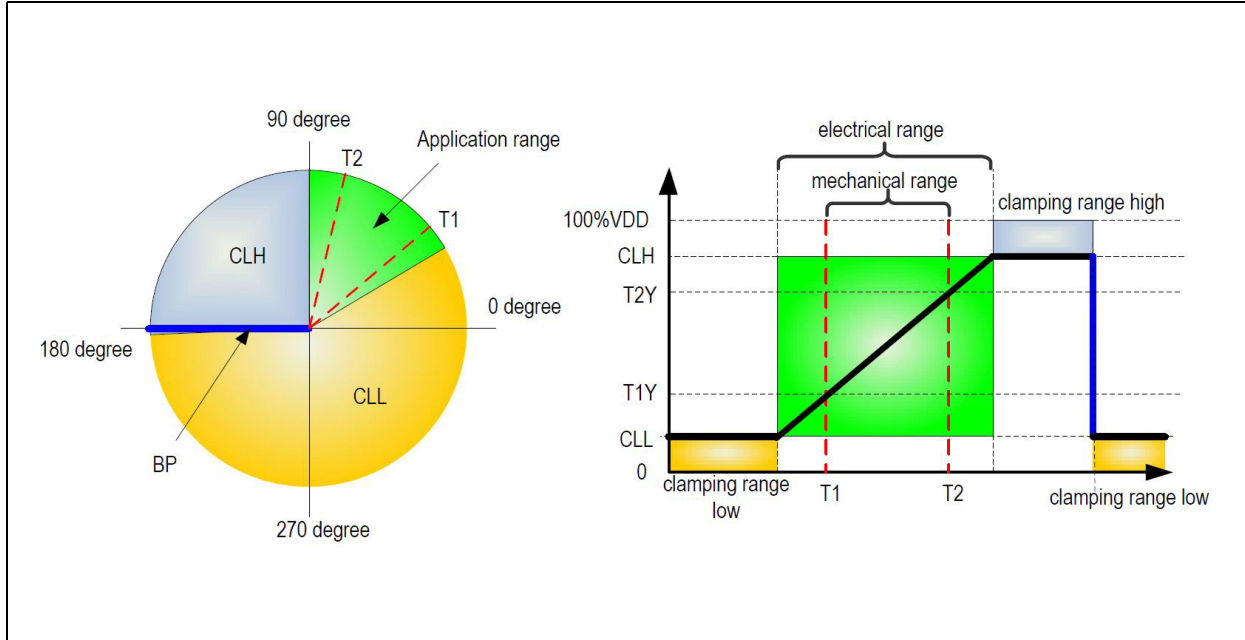 90 degree
T2
Application range
T1
CLH
0 degree
180 degree
CLL
BP
270 degree
electrical range
mechanical range
clamping range high
100%VDD
CLH
T2Y
T1Y
CLL
0
clamping range
low
T1
T2
clamping range low